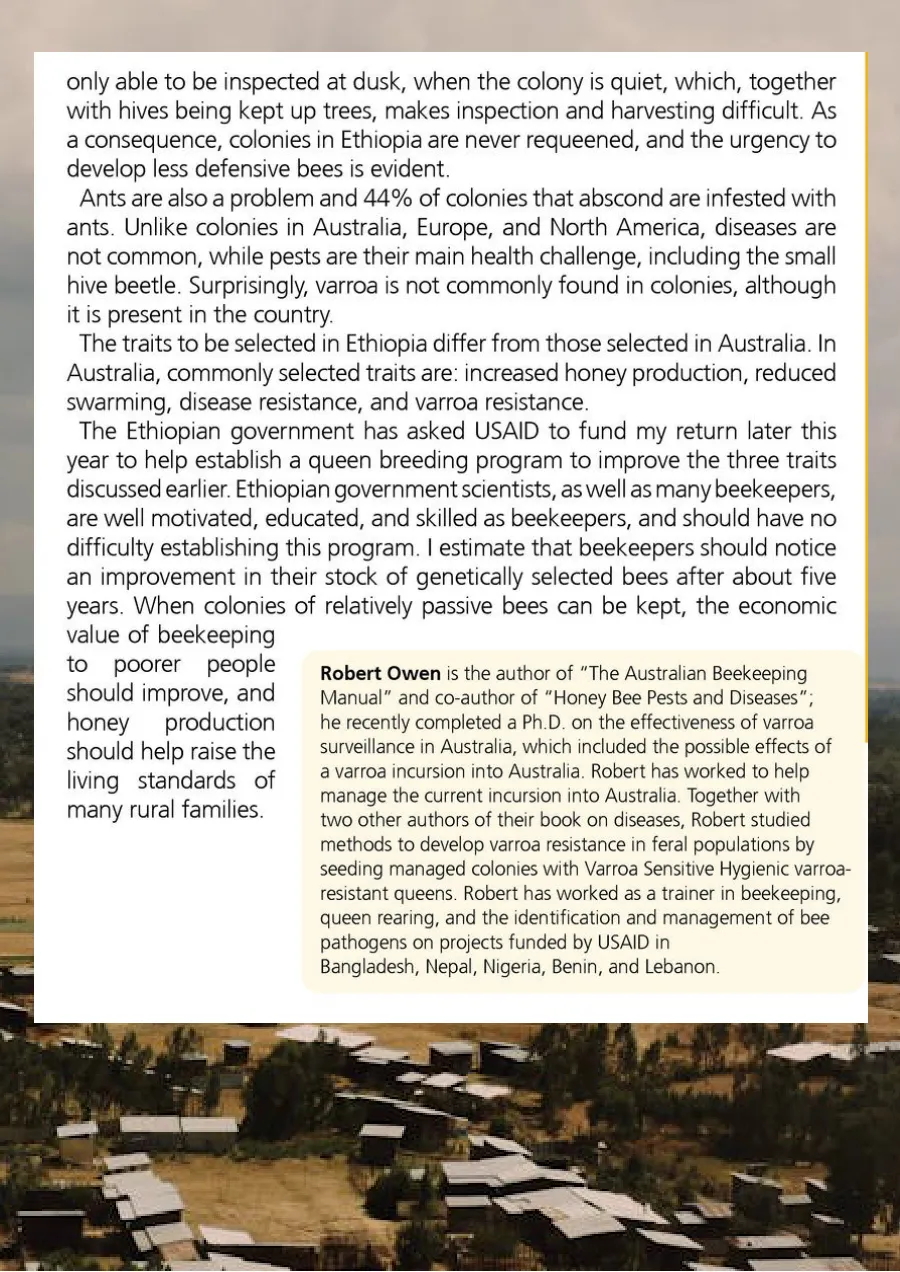 only able to be inspected at dusk, when the colony is quiet, which, together
with hives being kept up trees, makes inspection and harvesting difficult. As
a consequence, colonies in Ethiopia are never requeened, and the urgency to
develop less defensive bees is evident.
Ants are also a problem and 44% of colonies that abscond are infested with
ants. Unlike colonies in Australia, Europe, and North America, diseases are
not common, while pests are their main health challenge, including the small
hive beetle. Surprisingly, varroa is not commonly found in colonies, although
it is present in the country.
The traits to be selected in Ethiopia differ from those selected in Australia. In
Australia, commonly selected traits are: increased honey production, reduced
swarming, disease resistance, and varroa resistance.
The Ethiopian government has asked USAID to fund my return later this
year to help establish a queen breeding program to improve the three traits
discussed earlier. Ethiopian government scientists, as well as many beekeepers,
are well motivated, educated, and skilled as beekeepers, and should have no
difficulty establishing this program. I estimate that beekeepers should notice
an improvement in their stock of genetically selected bees after about five
years. When colonies of relatively passive bees can be kept, the economic
value of beekeeping
to poorer people
should improve, and
honey production
should help raise the
living standards of
many rural families.
Robert Owen is the author of “The Australian Beekeeping
Manual” and co-author of “Honey Bee Pests and Diseases”;
he recently completed a Ph.D. on the effectiveness of varroa
surveillance in Australia, which included the possible effects of
a varroa incursion into Australia. Robert has worked to help
manage the current incursion into Australia. Together with
two other authors of their book on diseases, Robert studied
methods to develop varroa resistance in feral populations by
seeding managed colonies with Varroa Sensitive Hygienic varroa-
resistant queens. Robert has worked as a trainer in beekeeping,
queen rearing, and the identification and management of bee
pathogens on projects funded by USAID in
Bangladesh, Nepal, Nigeria, Benin, and Lebanon.